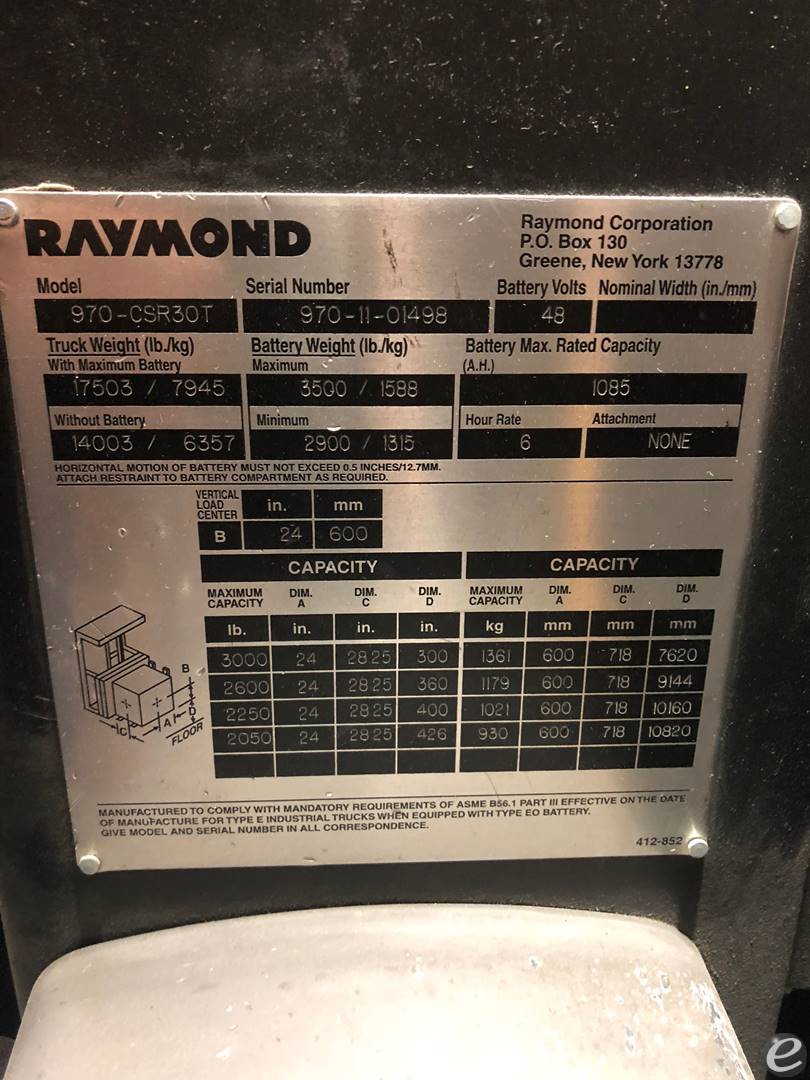 RAYMOND
Raymond Corporation
P.O. Box 130
Greene, New York 13778
Model Serial Number Battery Volts Nominal Width (in./mm)
970-CSR30T 970-11-01498 48
Truck Weight (lb./kg) Battery Weight (lb./kg) Battery Max. Rated Capacity
With Maximum Battery Maximum (A.H.)
17503 / 7945 3500 / 1588 1085
Without Battery Minimum Hour Rate Attachment
14003 / 6357 2900 / 1315 6 NONE
HORIZONTAL MOTION OF BATTERY MUST NOT EXCEED 0.5 INCHES/12.7MM.
ATTACH RESTRAINT TO BATTERY COMPARTMENT AS REQUIRED.
VERTICAL
LOAD
CENTER in. mm
B 24 600
CAPACITY CAPACITY
MAXIMUM DIM. DIM. DIM. MAXIMUM DIM. DIM. DIM.
CAPACITY A C D CAPACITY A C D
lb. in. in. in. kg mm mm mm
3000 24 28.25 300 1361 600 718 7620
2600 24 28.25 360 1179 600 718 9144
2250 24 28.25 400 1021 600 718 10160
2050 24 28.25 426 930 600 718 10820
B
D
A
C
FLOOR
MANUFACTURED TO COMPLY WITH MANDATORY REQUIREMENTS OF ASME B56.1 PART III EFFECTIVE ON THE DATE
OF MANUFACTURE FOR TYPE E INDUSTRIAL TRUCKS WHEN EQUIPPED WITH TYPE EO BATTERY.
GIVE MODEL AND SERIAL NUMBER IN ALL CORRESPONDENCE.
412-852
e